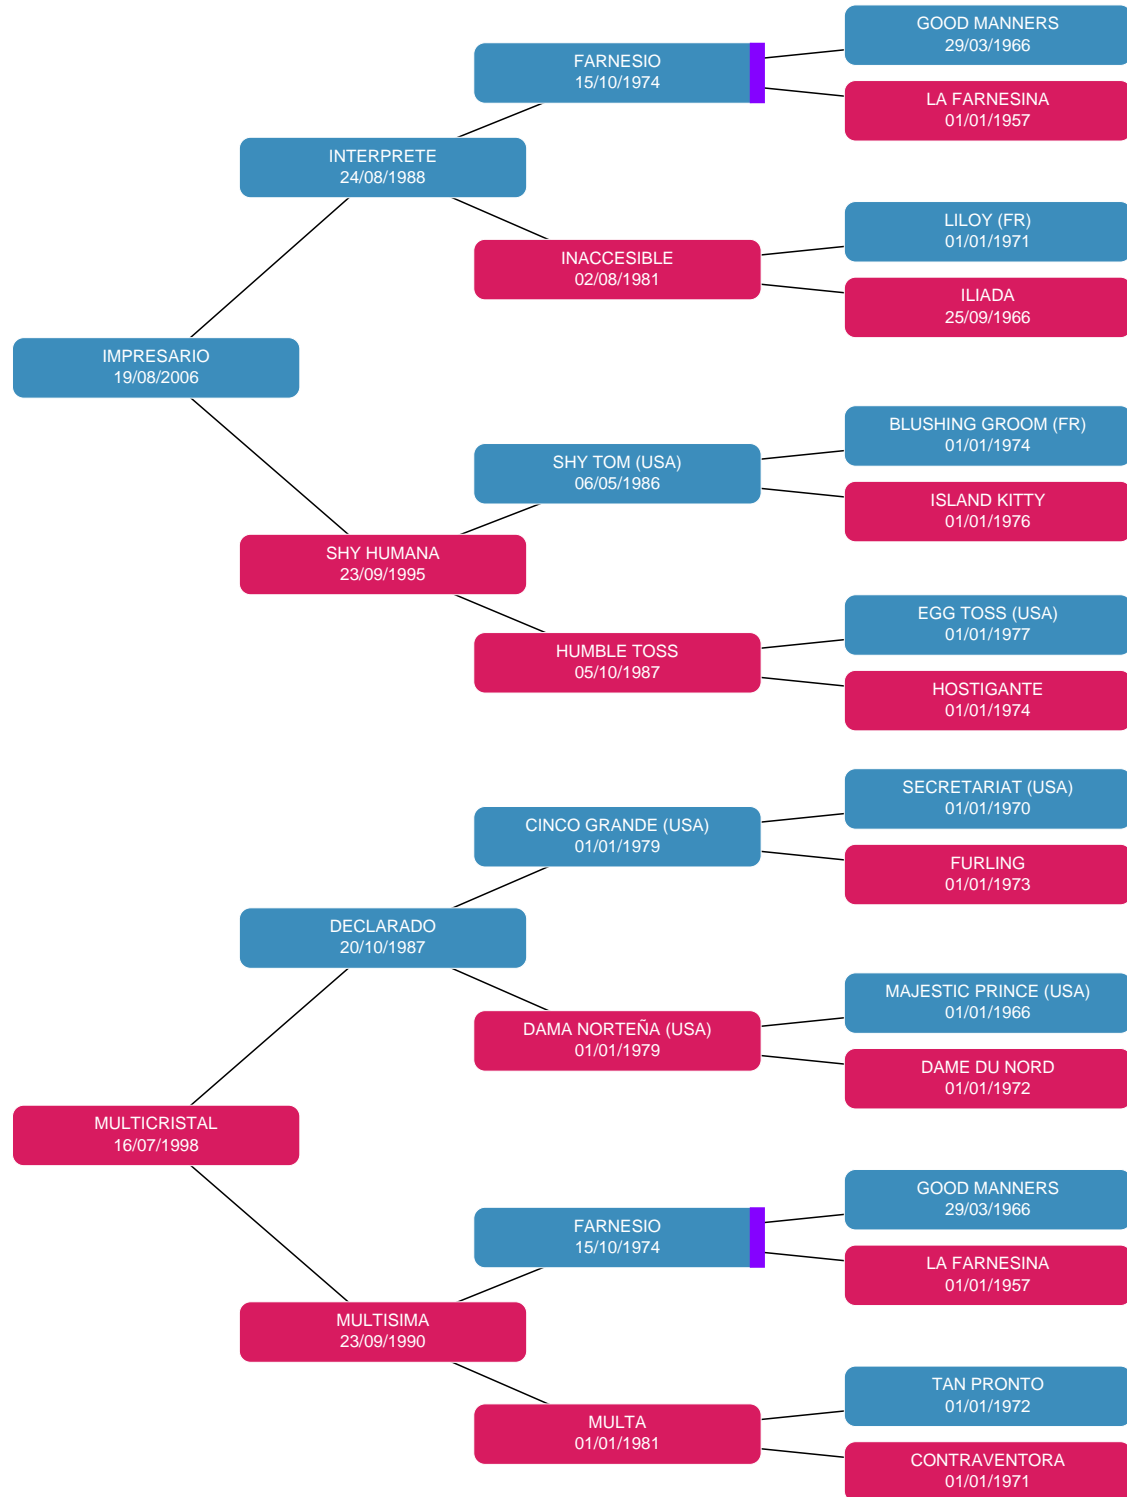 GOOD MANNERS
29/03/1966
FARNESIO
15/10/1974
LA FARNESINA
01/01/1957
INTERPRETE
24/08/1988
LILOY (FR)
01/01/1971
INACCESIBLE
02/08/1981
ILIADA
25/09/1966
IMPRESARIO
19/08/2006
BLUSHING GROOM (FR)
01/01/1974
SHY TOM (USA)
06/05/1986
ISLAND KITTY
01/01/1976
SHY HUMANA
23/09/1995
EGG TOSS (USA)
01/01/1977
HUMBLE TOSS
05/10/1987
HOSTIGANTE
01/01/1974
SECRETARIAT (USA)
01/01/1970
CINCO GRANDE (USA)
01/01/1979
FURLING
01/01/1973
DECLARADO
20/10/1987
MAJESTIC PRINCE (USA)
01/01/1966
DAMA NORTEÑA (USA)
01/01/1979
DAME DU NORD
01/01/1972
MULTICRISTAL
16/07/1998
GOOD MANNERS
29/03/1966
FARNESIO
15/10/1974
LA FARNESINA
01/01/1957
MULTISIMA
23/09/1990
TAN PRONTO
01/01/1972
MULTA
01/01/1981
CONTRAVENTORA
01/01/1971